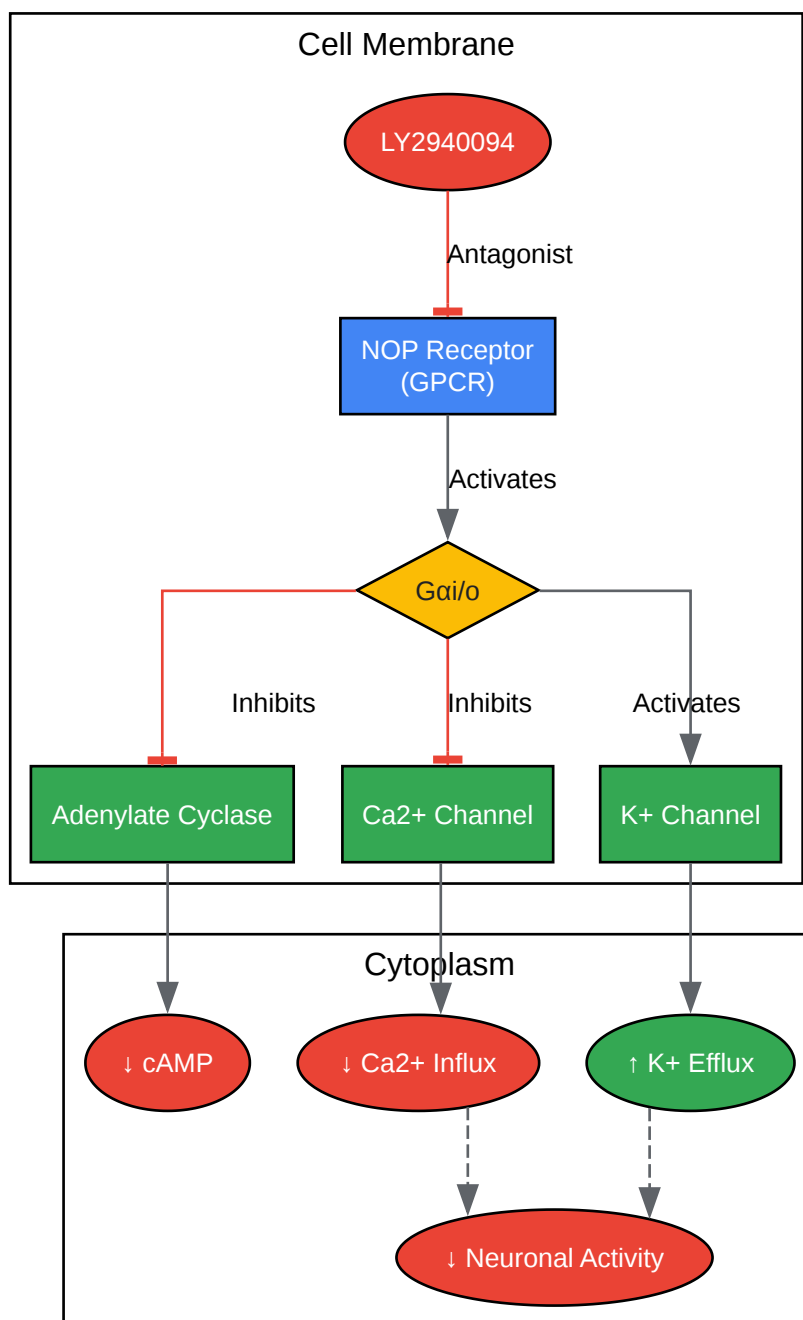 Cell Membrane
LY2940094
Antagonist
NOP Receptor
(GPCR)
Activates
Gαi/o
Inhibits
Inhibits
Activates
Adenylate Cyclase
Ca2+ Channel
K+ Channel
Cytoplasm
↓ cAMP
↓ Ca2+ Influx
↑ K+ Efflux
↓ Neuronal Activity